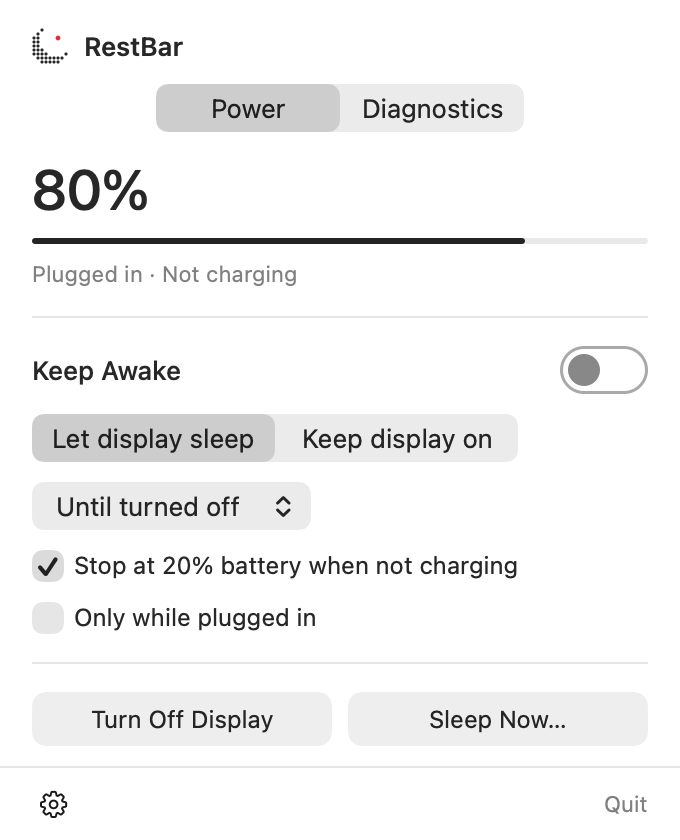 RestBar
Power Diagnostics
80%
Plugged in · Not charging
Keep Awake
Let display sleep Keep display on
Until turned off
Stop at 20% battery when not charging
Only while plugged in
Turn Off Display Sleep Now...
Quit